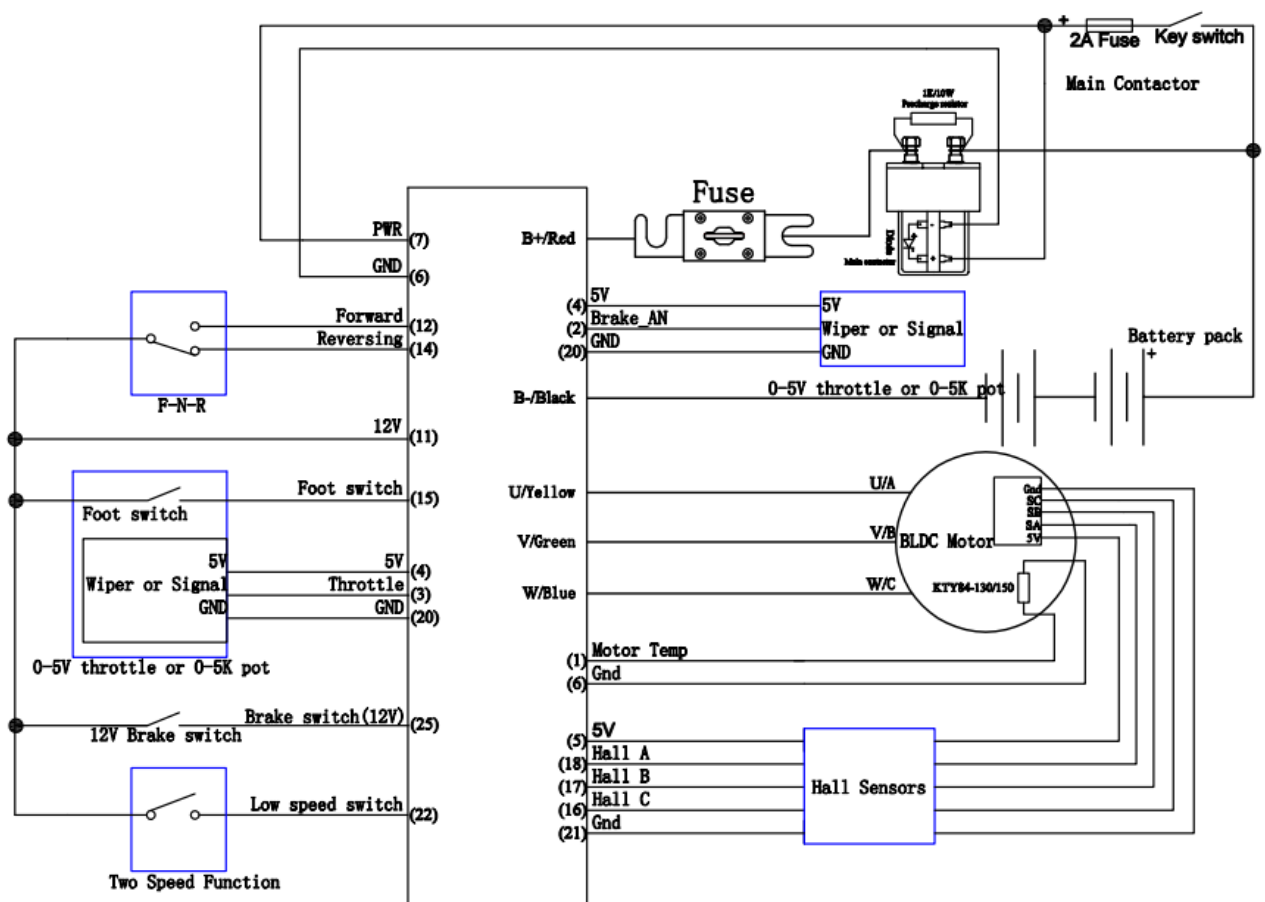 +
2A Fuse
Key switch
Main Contactor
1K/10W
Precharge resistor
Fuse
PWR
(7)
B+/Red
-
Diode
+
Main contactor
GND
(6)
Forward
(12)
Reversing
(14)
F-N-R
5V
(4)
5V
Brake_AN
(2)
Wiper or Signal
GND
(20)
GND
Battery pack
+
B-/Black
0-5V throttle or 0-5K pot
12V
(11)
Foot switch
(15)
Foot switch
U/Yellow
U/A
Gnd
SC
SB
SA
5V
V/Green
V/B
BLDC Motor
5V
5V
(4)
Wiper or Signal
Throttle
(3)
GND
GND
(20)
W/Blue
W/C
KTY84-130/150
0-5V throttle or 0-5K pot
Motor Temp
(1)
Gnd
(6)
Brake switch(12V)
(25)
12V Brake switch
5V
(5)
Hall A
(18)
Hall B
(17)
Hall Sensors
Hall C
(16)
Gnd
(21)
Low speed switch
(22)
Two Speed Function